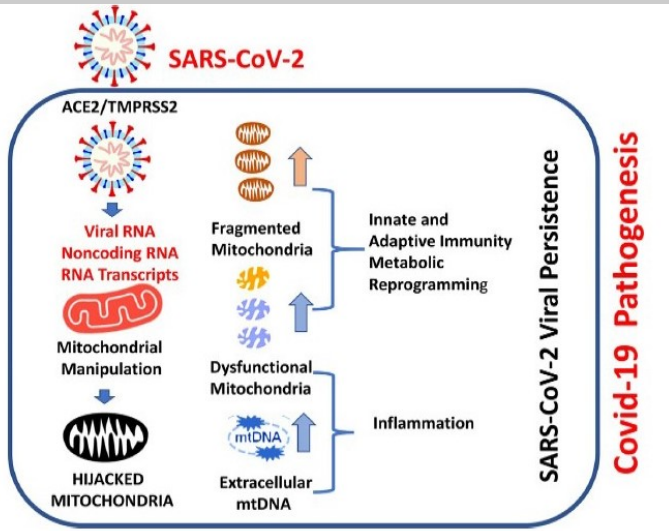 SARS-CoV-2
ACE2/TMPRSS2
Viral RNA
Noncoding RNA
RNA Transcripts
Mitochondrial
Manipulation
HIJACKED
MITOCHONDRIA
Fragmented
Mitochondria
Dysfunctional
Mitochondria
mtDNA
Extracellular
mtDNA
Innate and
Adaptive Immunity
Metabolic
Reprogramming
Inflammation
SARS-CoV-2 Viral Persistence
Covid-19 Pathogenesis